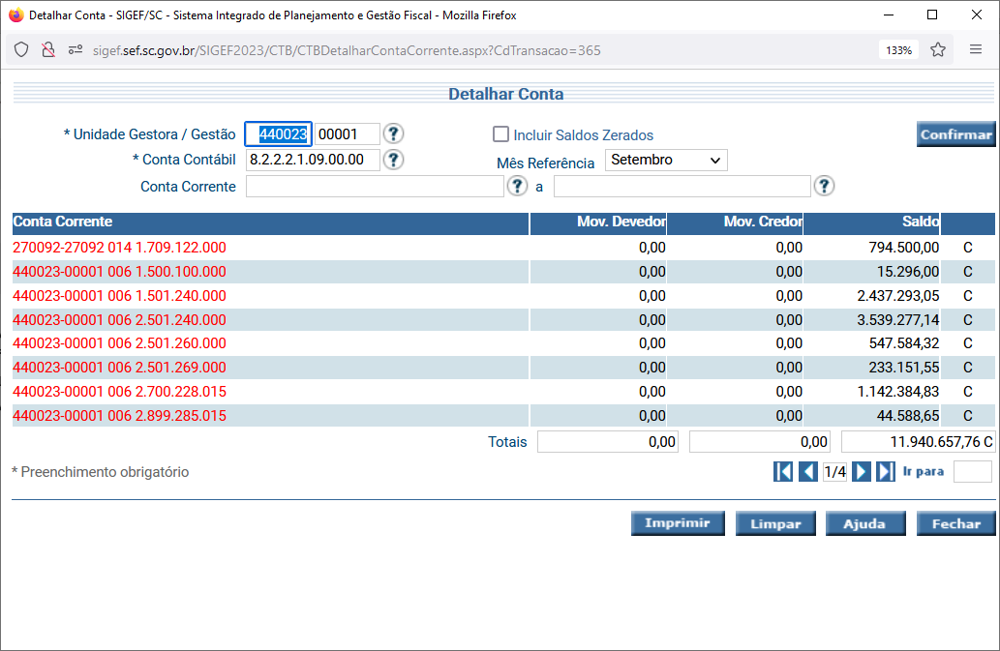 Detalhar Conta - SIGEF/SC - Sistema Integrado de Planejamento e Gestão Fiscal - Mozilla Firefox
sigef.sef.sc.gov.br/SIGEF2023/CTB/CTBDetalharContaCorrente.aspx?CdTransacao=365 133%
Detalhar Conta
* Unidade Gestora / Gestão 440023 00001 ? Incluir Saldos Zerados Confirmar
* Conta Contábil 8.2.2.2.1.09.00.00 ? Mês Referência Setembro
Conta Corrente ? a ?
Conta Corrente Mov. Devedor Mov. Credor Saldo
270092-27092 014 1.709.122.000 0,00 0,00 794.500,00 C
440023-00001 006 1.500.100.000 0,00 0,00 15.296,00 C
440023-00001 006 1.501.240.000 0,00 0,00 2.437.293,05 C
440023-00001 006 2.501.240.000 0,00 0,00 3.539.277,14 C
440023-00001 006 2.501.260.000 0,00 0,00 547.584,32 C
440023-00001 006 2.501.269.000 0,00 0,00 233.151,55 C
440023-00001 006 2.700.228.015 0,00 0,00 1.142.384,83 C
440023-00001 006 2.899.285.015 0,00 0,00 44.588,65 C
Totais 0,00 0,00 11.940.657,76 C
* Preenchimento obrigatório 1/4 Ir para
Imprimir Limpar Ajuda Fechar